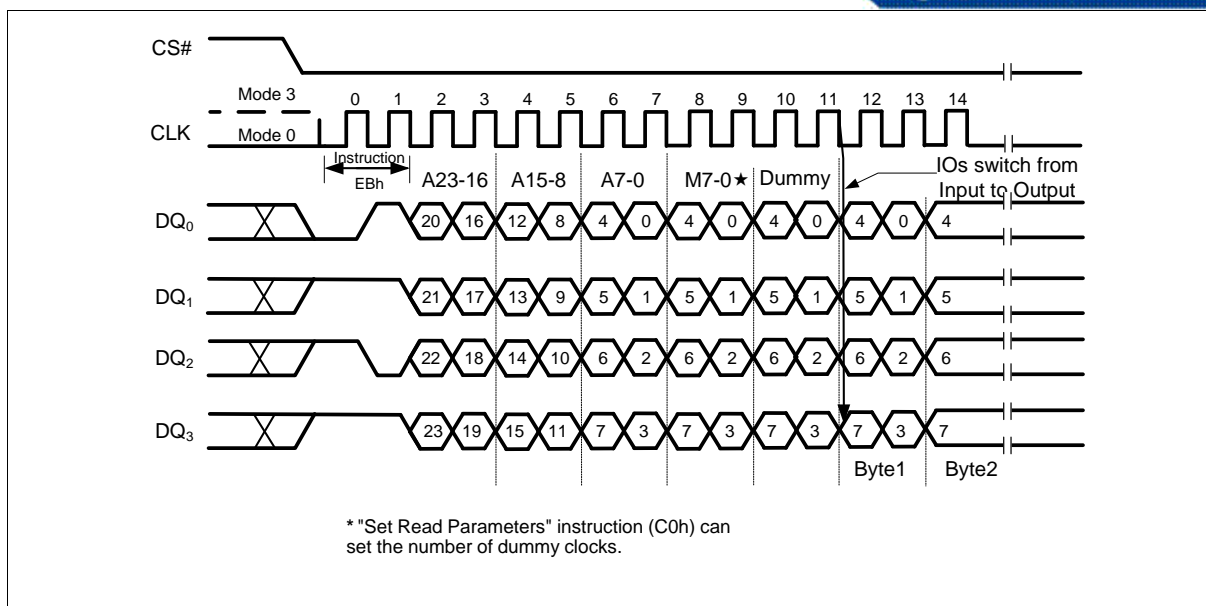 CS#
Mode 3
0 1 2 3 4 5 6 7 8 9 10 11 12 13 14
CLK
Mode 0
Instruction
EBh
A23-16 A15-8 A7-0 M7-0★ Dummy
IOs switch from
Input to Output
DQ₀ 20 16 12 8 4 0 4 0 4 0 4 0 4
DQ₁ 21 17 13 9 5 1 5 1 5 1 5 1 5
DQ₂ 22 18 14 10 6 2 6 2 6 2 6 2 6
DQ₃ 23 19 15 11 7 3 7 3 7 3 7 3 7
Byte1 Byte2
* "Set Read Parameters" instruction (C0h) can
set the number of dummy clocks.